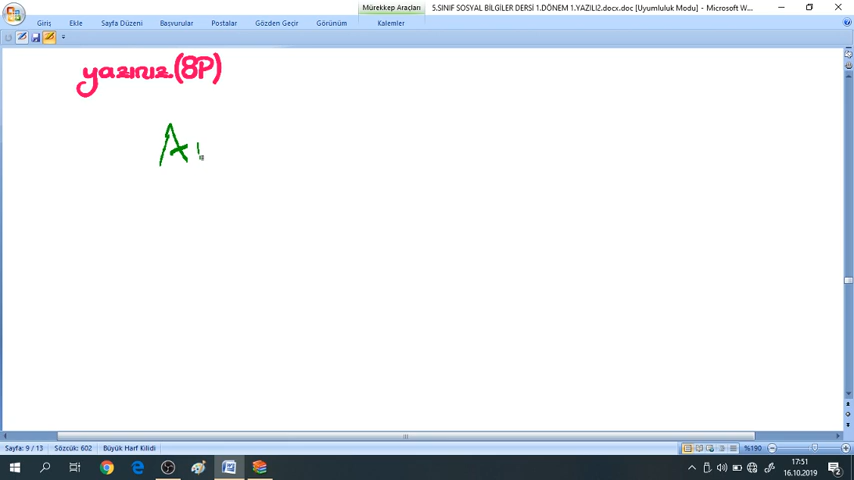 Mürekkep Araçları
5.SINIF SOSYAL BİLGİLER DERSİ 1.DÖNEM 1.YAZILI2.docx.doc [Uyumluluk Modu] - Microsoft W...
Giriş Ekle Sayfa Düzeni Başvurular Postalar Gözden Geçir Görünüm Kalemler
yazınız.(8P)
A
Sayfa: 9 / 13 Sözcük: 602 Büyük Harf Kilidi %190
17:51
16.10.2019
2